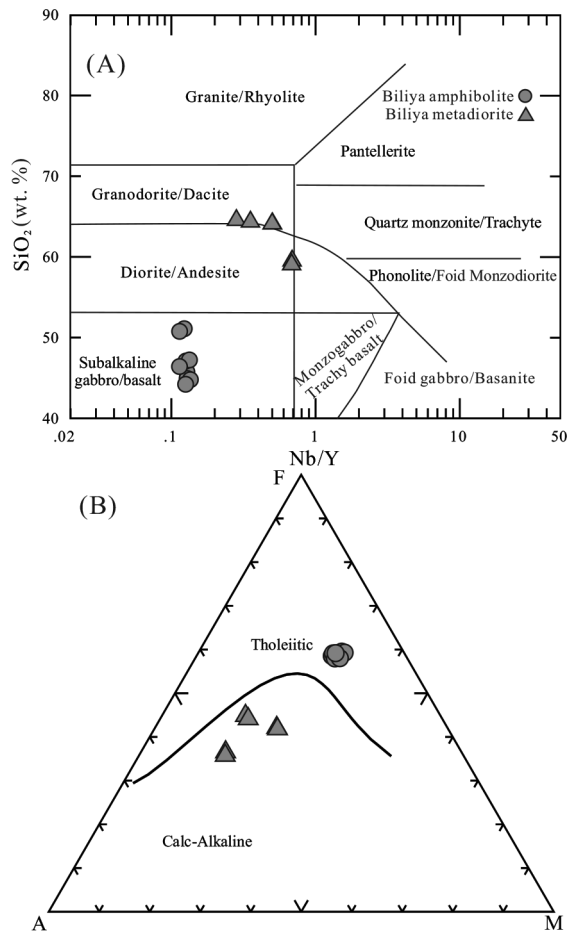 (A)
90
80
70
60
50
40
SiO2 (wt. %)
Granite/Rhyolite
Biliya amphibolite
Biliya metadiorite
Pantellerite
Granodorite/Dacite
Quartz monzonite/Trachyte
Diorite/Andesite
Phonolite/Foid Monzodiorite
Subalkaline
gabbro/basalt
Monzogabbro/
Trachy basalt
Foid gabbro/Basanite
.02
.1
1
10
50
Nb/Y
(B)
F
Tholeiitic
Calc-Alkaline
A
M